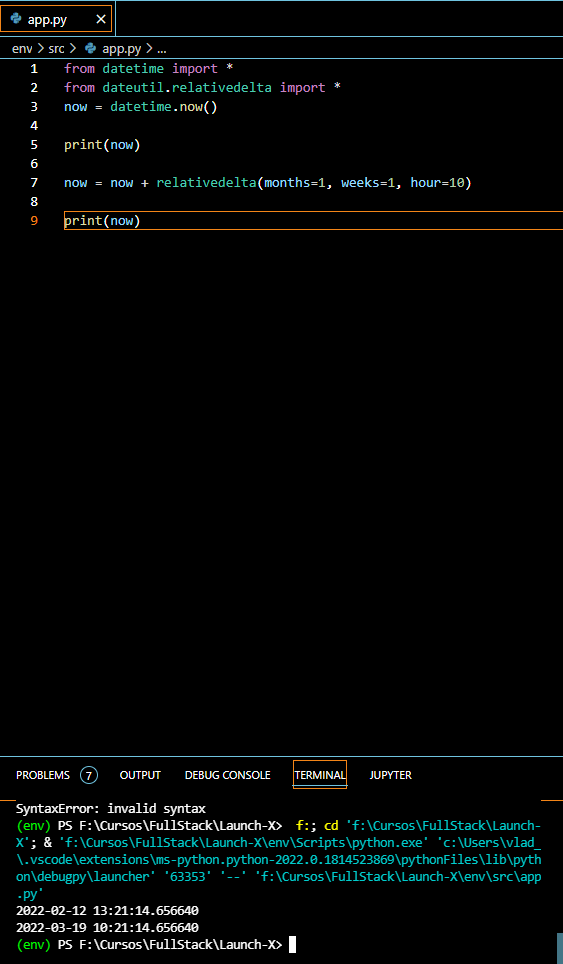 app.py
env > src > app.py > ...
1 from datetime import *
2 from dateutil.relativedelta import *
3 now = datetime.now()
4
5 print(now)
6
7 now = now + relativedelta(months=1, weeks=1, hour=10)
8
9 print(now)
PROBLEMS 7 OUTPUT DEBUG CONSOLE TERMINAL JUPYTER
SyntaxError: invalid syntax
(env) PS F:\Cursos\FullStack\Launch-X>  f:; cd 'f:\Cursos\FullStack\Launch-
X'; & 'f:\Cursos\FullStack\Launch-X\env\Scripts\python.exe' 'c:\Users\vlad_
\.vscode\extensions\ms-python.python-2022.0.1814523869\pythonFiles\lib\pyth
on\debugpy\launcher' '63353' '--' 'f:\Cursos\FullStack\Launch-X\env\src\app
.py'
2022-02-12 13:21:14.656640
2022-03-19 10:21:14.656640
(env) PS F:\Cursos\FullStack\Launch-X>